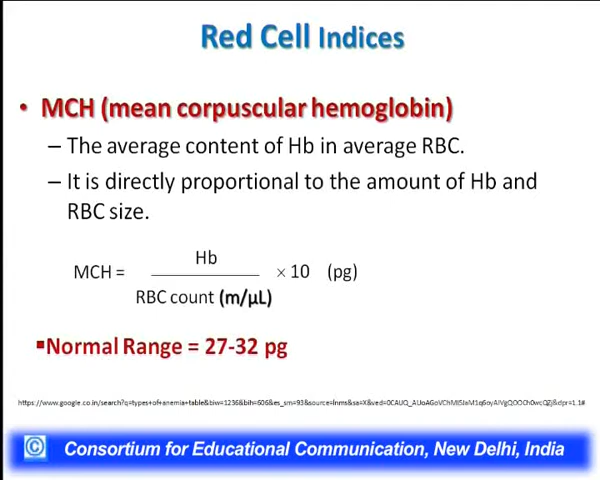 Red Cell Indices
• MCH (mean corpuscular hemoglobin)
– The average content of Hb in average RBC.
– It is directly proportional to the amount of Hb and
RBC size.
Hb
MCH = × 10 (pg)
RBC count (m/µL)
▪Normal Range = 27-32 pg
© Consortium for Educational Communication, New Delhi, India